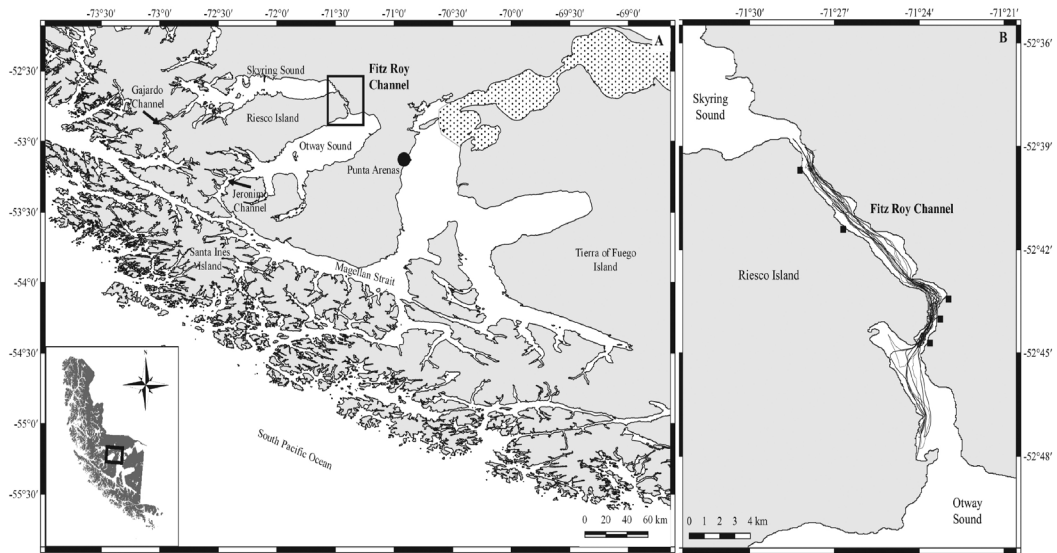 -73°30′ -73°0′ -72°30′ -72°0′ -71°30′ -71°0′ -70°30′ -70°0′ -69°30′ -69°0′
-52°30′
-53°0′
-53°30′
-54°0′
-54°30′
-55°0′
-55°30′
A
Skyring Sound
Fitz Roy
Channel
Gajardo
Channel
Riesco Island
Otway Sound
Punta Arenas
Jeronimo
Channel
Santa Ines
Island
Magellan Strait
Tierra of Fuego
Island
South Pacific Ocean
0 20 40 60 km
-71°30′ -71°27′ -71°24′ -71°21′
B
-52°36′
-52°39′
-52°42′
-52°45′
-52°48′
Skyring
Sound
Fitz Roy Channel
Riesco Island
Otway
Sound
0 1 2 3 4 km